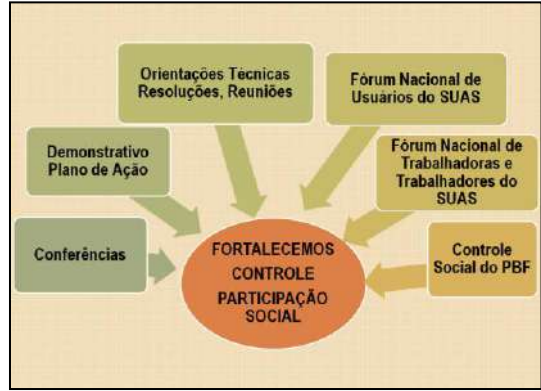 Orientações Técnicas
Resoluções, Reuniões
Fórum Nacional de
Usuários do SUAS
Demonstrativo
Plano de Ação
Fórum Nacional de
Trabalhadoras e
Trabalhadores do
SUAS
Conferências
FORTALECEMOS
CONTROLE
PARTICIPAÇÃO
SOCIAL
Controle
Social do PBF